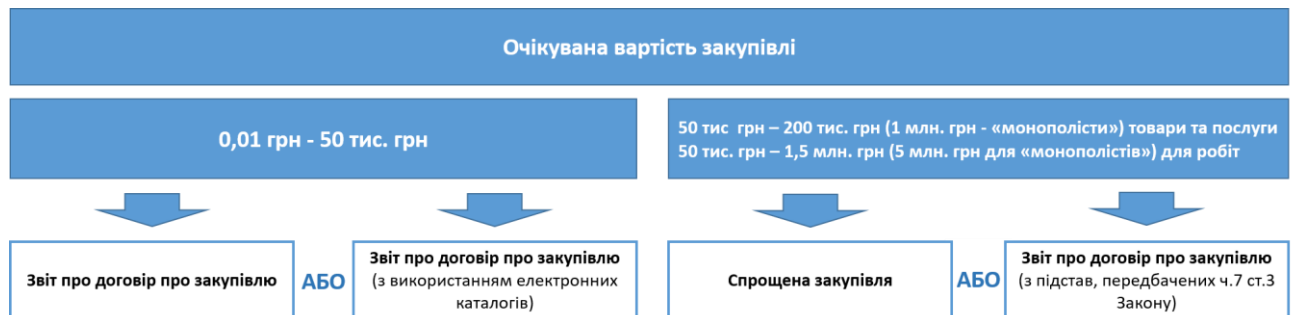 Очікувана вартість закупівлі
0,01 грн - 50 тис. грн
50 тис грн – 200 тис. грн (1 млн. грн - «монополісти») товари та послуги
50 тис. грн – 1,5 млн. грн (5 млн. грн для «монополістів») для робіт
Звіт про договір про закупівлю
АБО
Звіт про договір про закупівлю
(з використанням електронних
каталогів)
Спрощена закупівля
АБО
Звіт про договір про закупівлю
(з підстав, передбачених ч.7 ст.3
Закону)